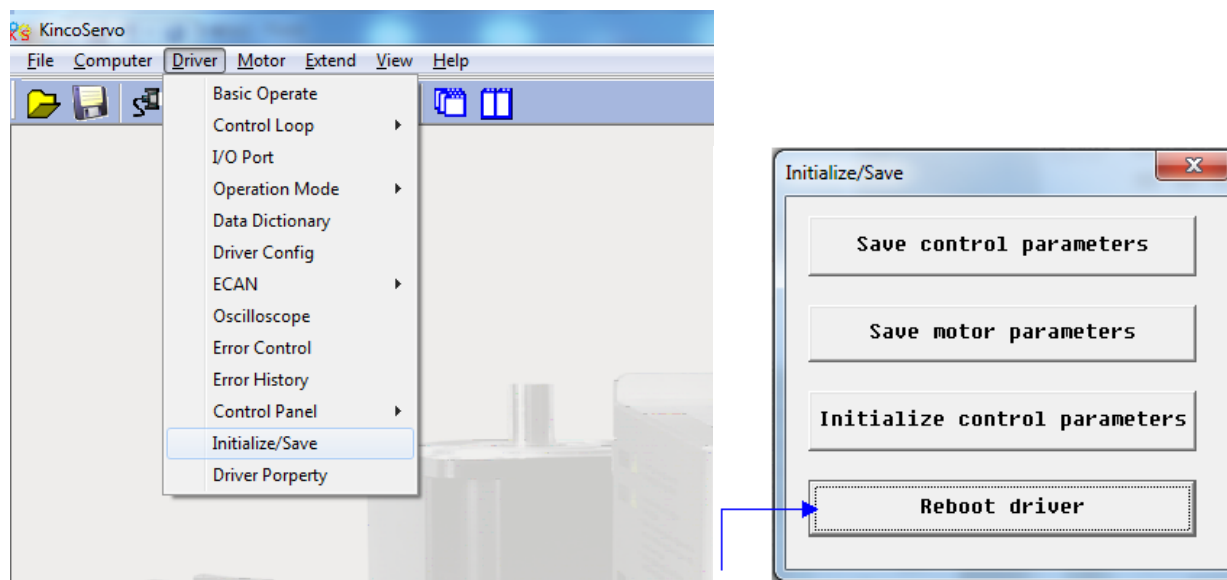 KincoServo
File Computer Driver Motor Extend View Help
Basic Operate
Control Loop
I/O Port
Operation Mode
Data Dictionary
Driver Config
ECAN
Oscilloscope
Error Control
Error History
Control Panel
Initialize/Save
Driver Porperty
Initialize/Save
Save control parameters
Save motor parameters
Initialize control parameters
Reboot driver